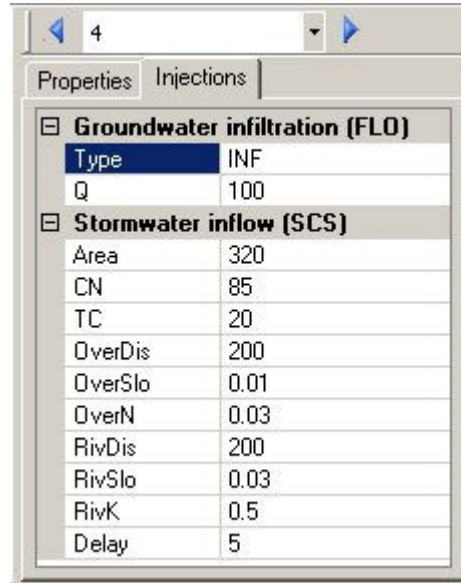 4
Properties Injections
Groundwater infiltration (FLO)
Type INF
Q 100
Stormwater inflow (SCS)
Area 320
CN 85
TC 20
OverDis 200
OverSlo 0.01
OverN 0.03
RivDis 200
RivSlo 0.03
RivK 0.5
Delay 5